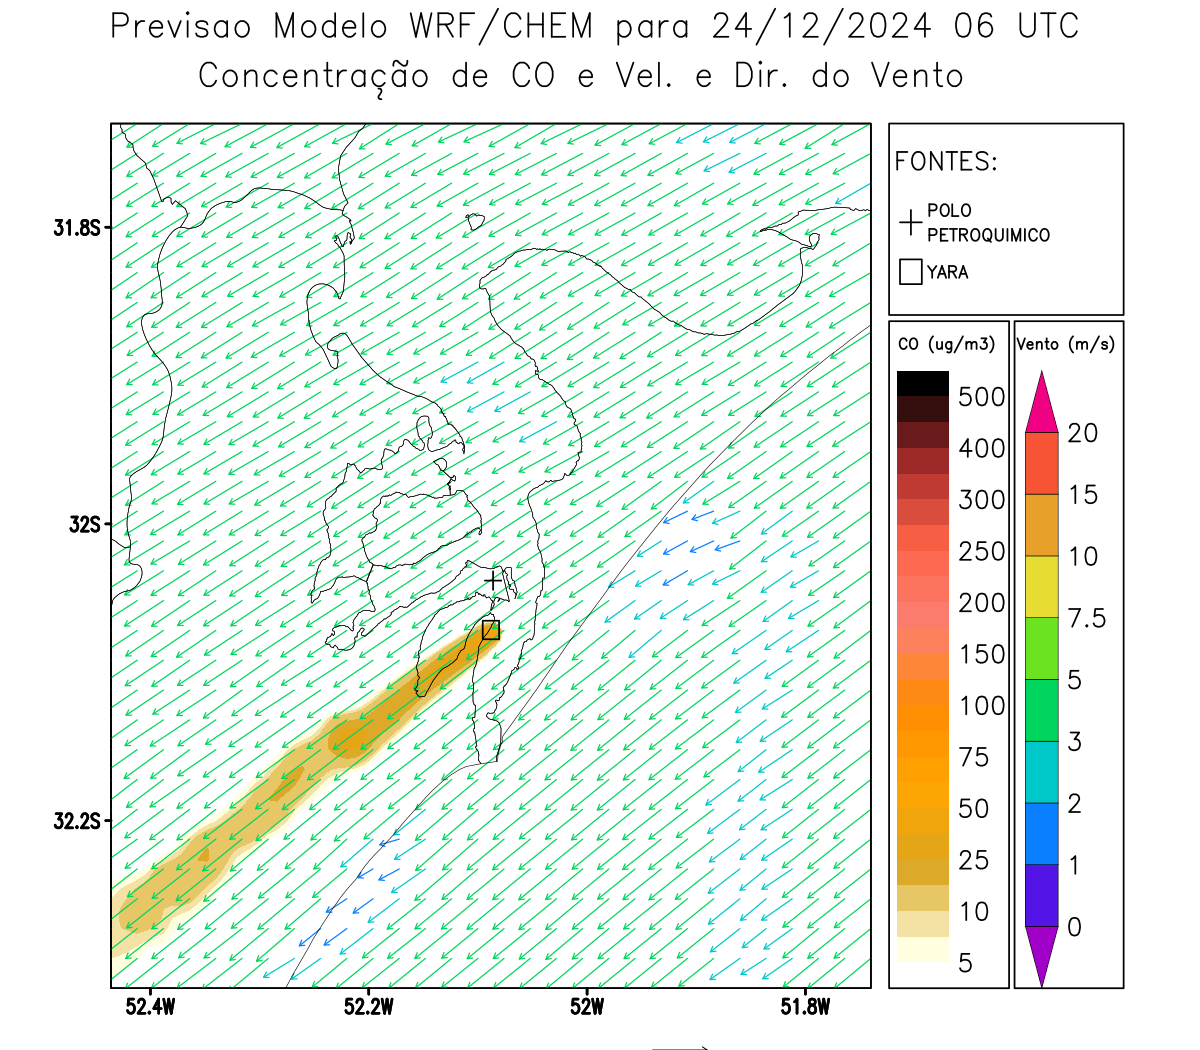 Previsao Modelo WRF/CHEM para 24/12/2024 06 UTC
Concentração de CO e Vel. e Dir. do Vento
FONTES:
POLO
PETROQUIMICO
YARA
CO (ug/m3)
500
400
300
250
200
150
100
75
50
25
10
5
Vento (m/s)
20
15
10
7.5
5
3
2
1
0
31.8S
32S
32.2S
52.4W
52.2W
52W
51.8W